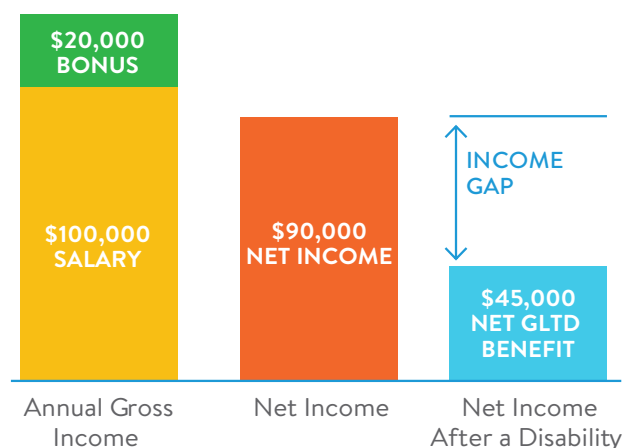 $20,000
BONUS
$100,000
SALARY
$90,000
NET INCOME
INCOME
GAP
$45,000
NET GLTD
BENEFIT
Annual Gross
Income
Net Income
Net Income
After a Disability